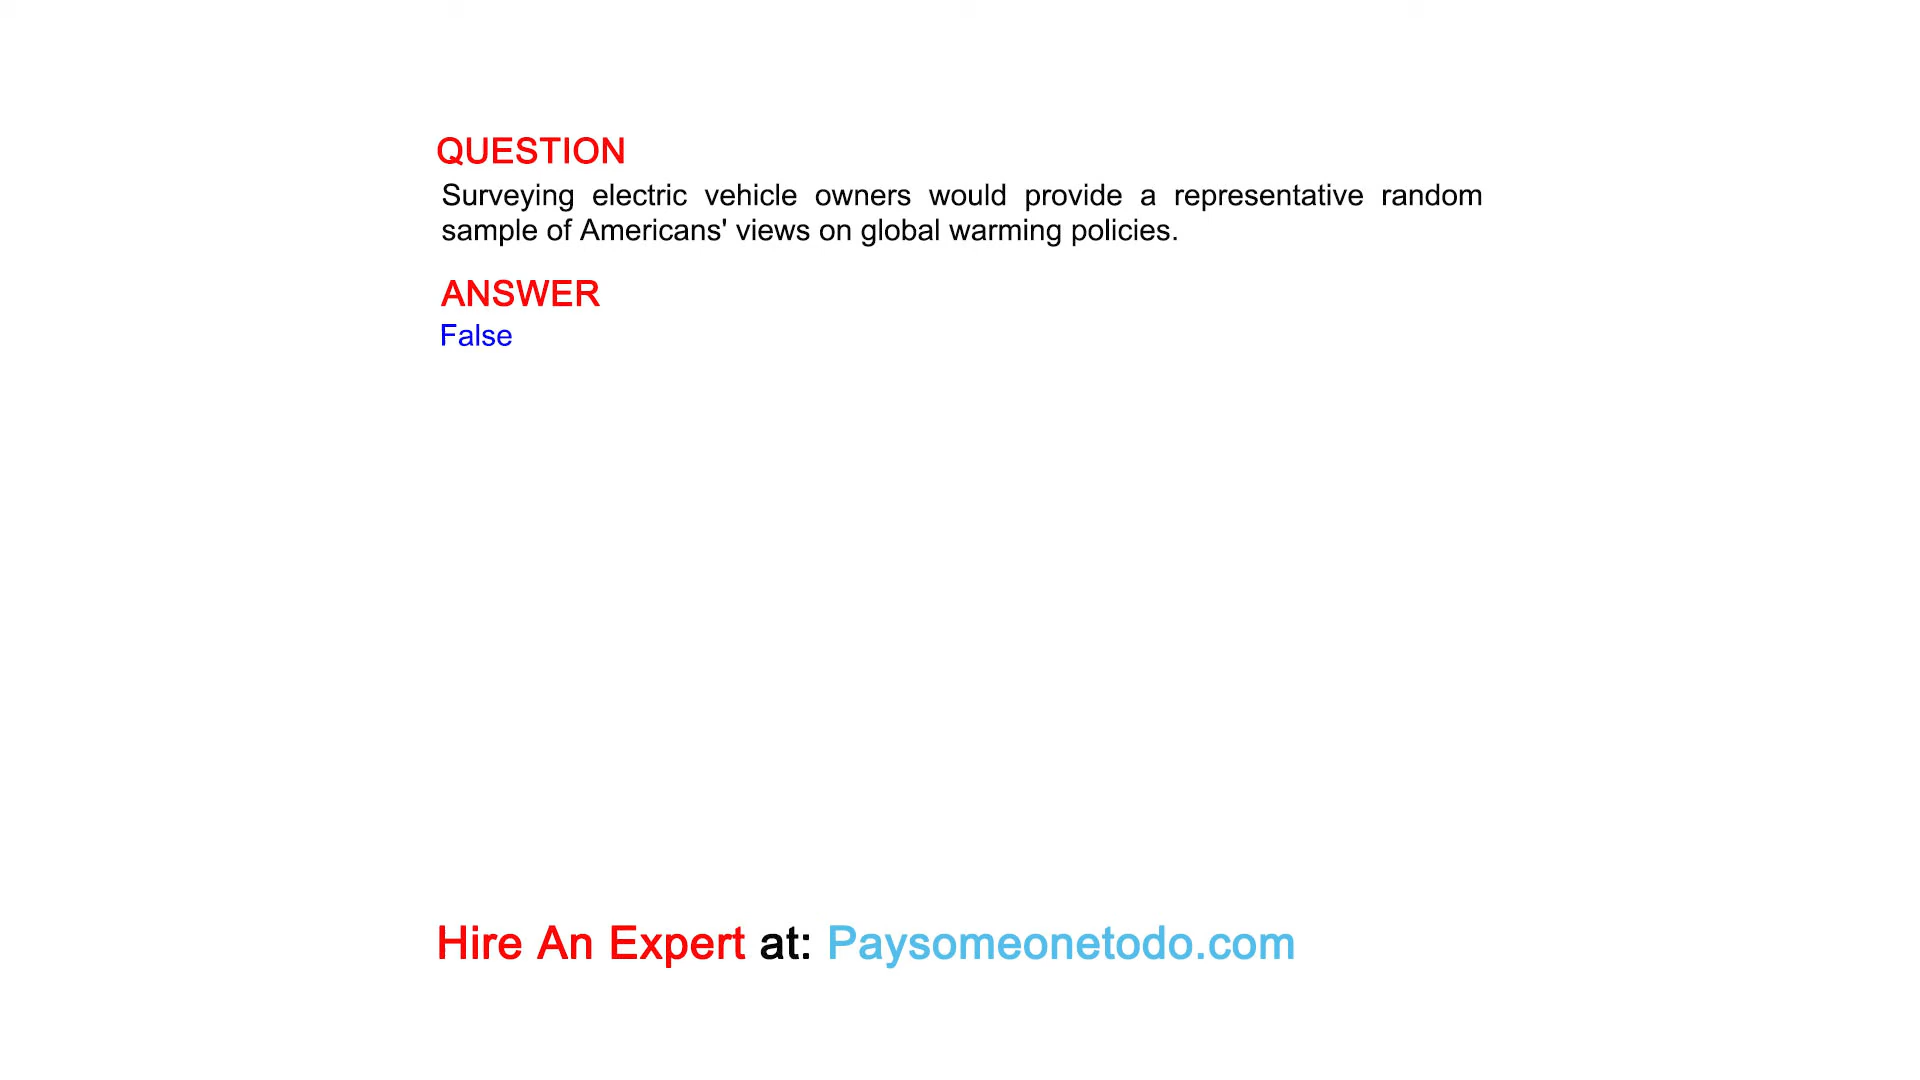 QUESTION
Surveying electric vehicle owners would provide a representative random
sample of Americans' views on global warming policies.
ANSWER
False
Hire An Expert at: Paysomeonetodo.com